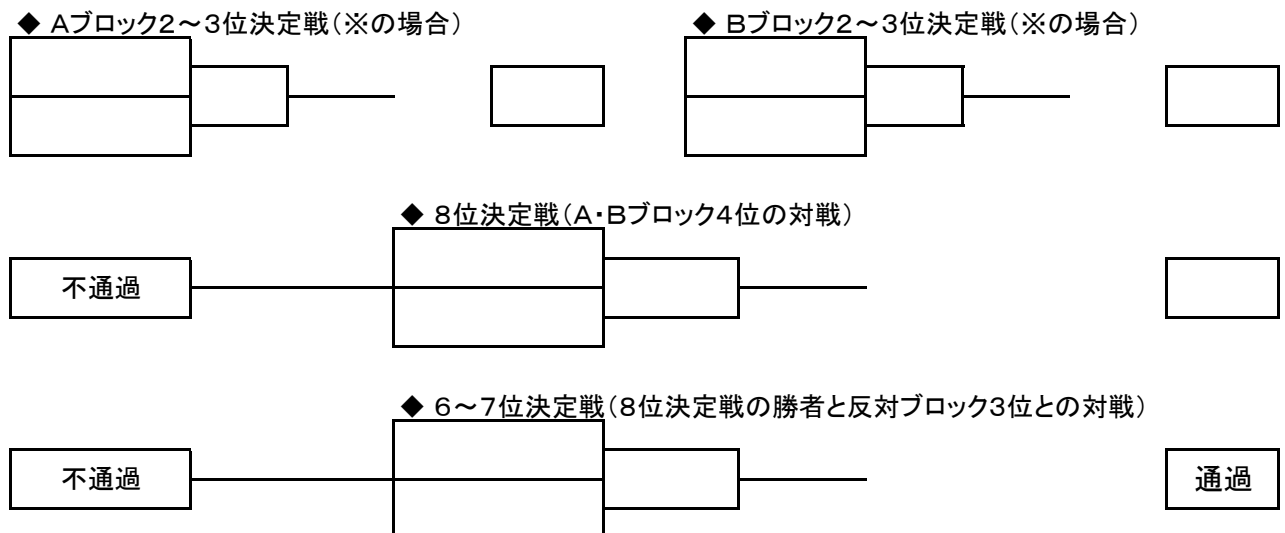 ◆ Aブロック2～3位決定戦(※の場合)
◆ Bブロック2～3位決定戦(※の場合)
◆ 8位決定戦(A・Bブロック4位の対戦)
不通過
◆ 6～7位決定戦(8位決定戦の勝者と反対ブロック3位との対戦)
不通過
通過